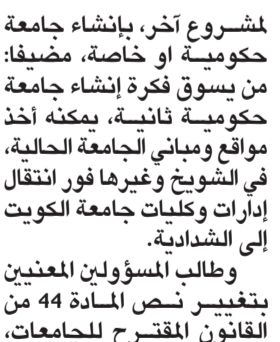 لمشروع آخر، بإنشاء جامعة
حكومية او خاصة، مضيفا:
من يسوق فكرة إنشاء جامعة
حكومية ثانية، يمكنه أخذ
مواقع ومباني الجامعة الحالية،
في الشويخ وغيرها فور انتقال
إدارات وكليات جامعة الكويت
إلى الشدادية.
وطالب المسؤولين المعنيين
بتغيير نص المادة 44 من
القانون المقترح للجامعات،